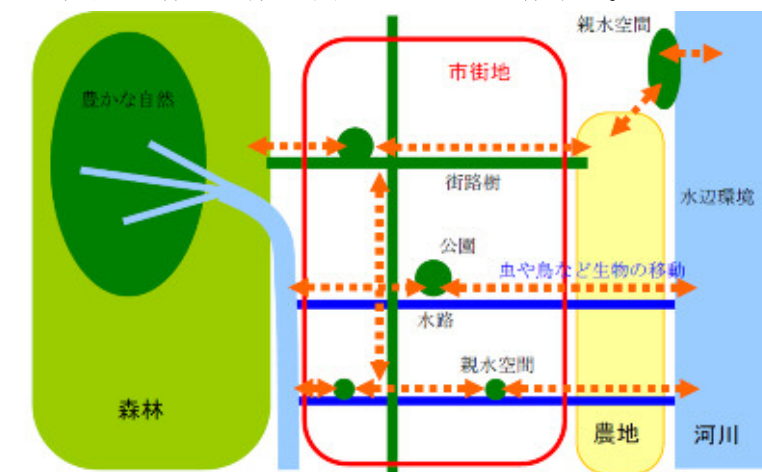 親水空間
市街地
豊かな自然
街路樹
水辺環境
公園
虫や鳥など生物の移動
水路
親水空間
森林
農地
河川